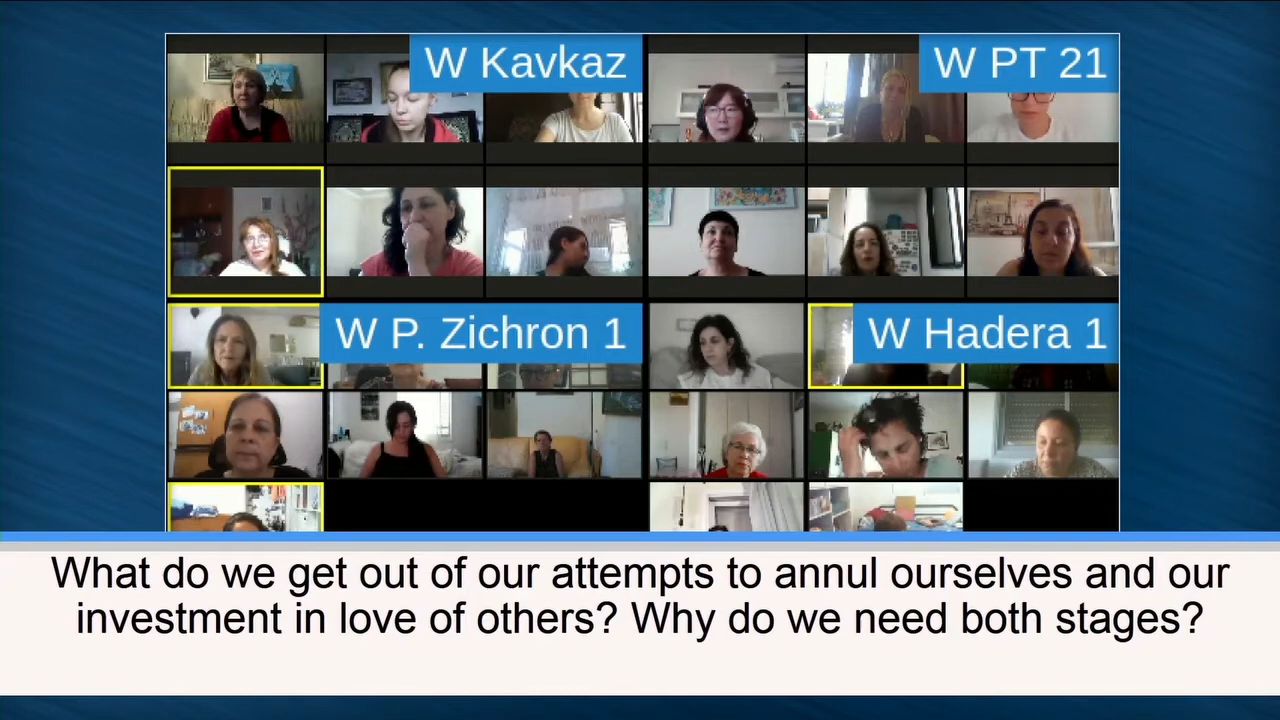 W Kavkaz
W PT 21
W P. Zichron 1
W Hadera 1
What do we get out of our attempts to annul ourselves and our
investment in love of others? Why do we need both stages?